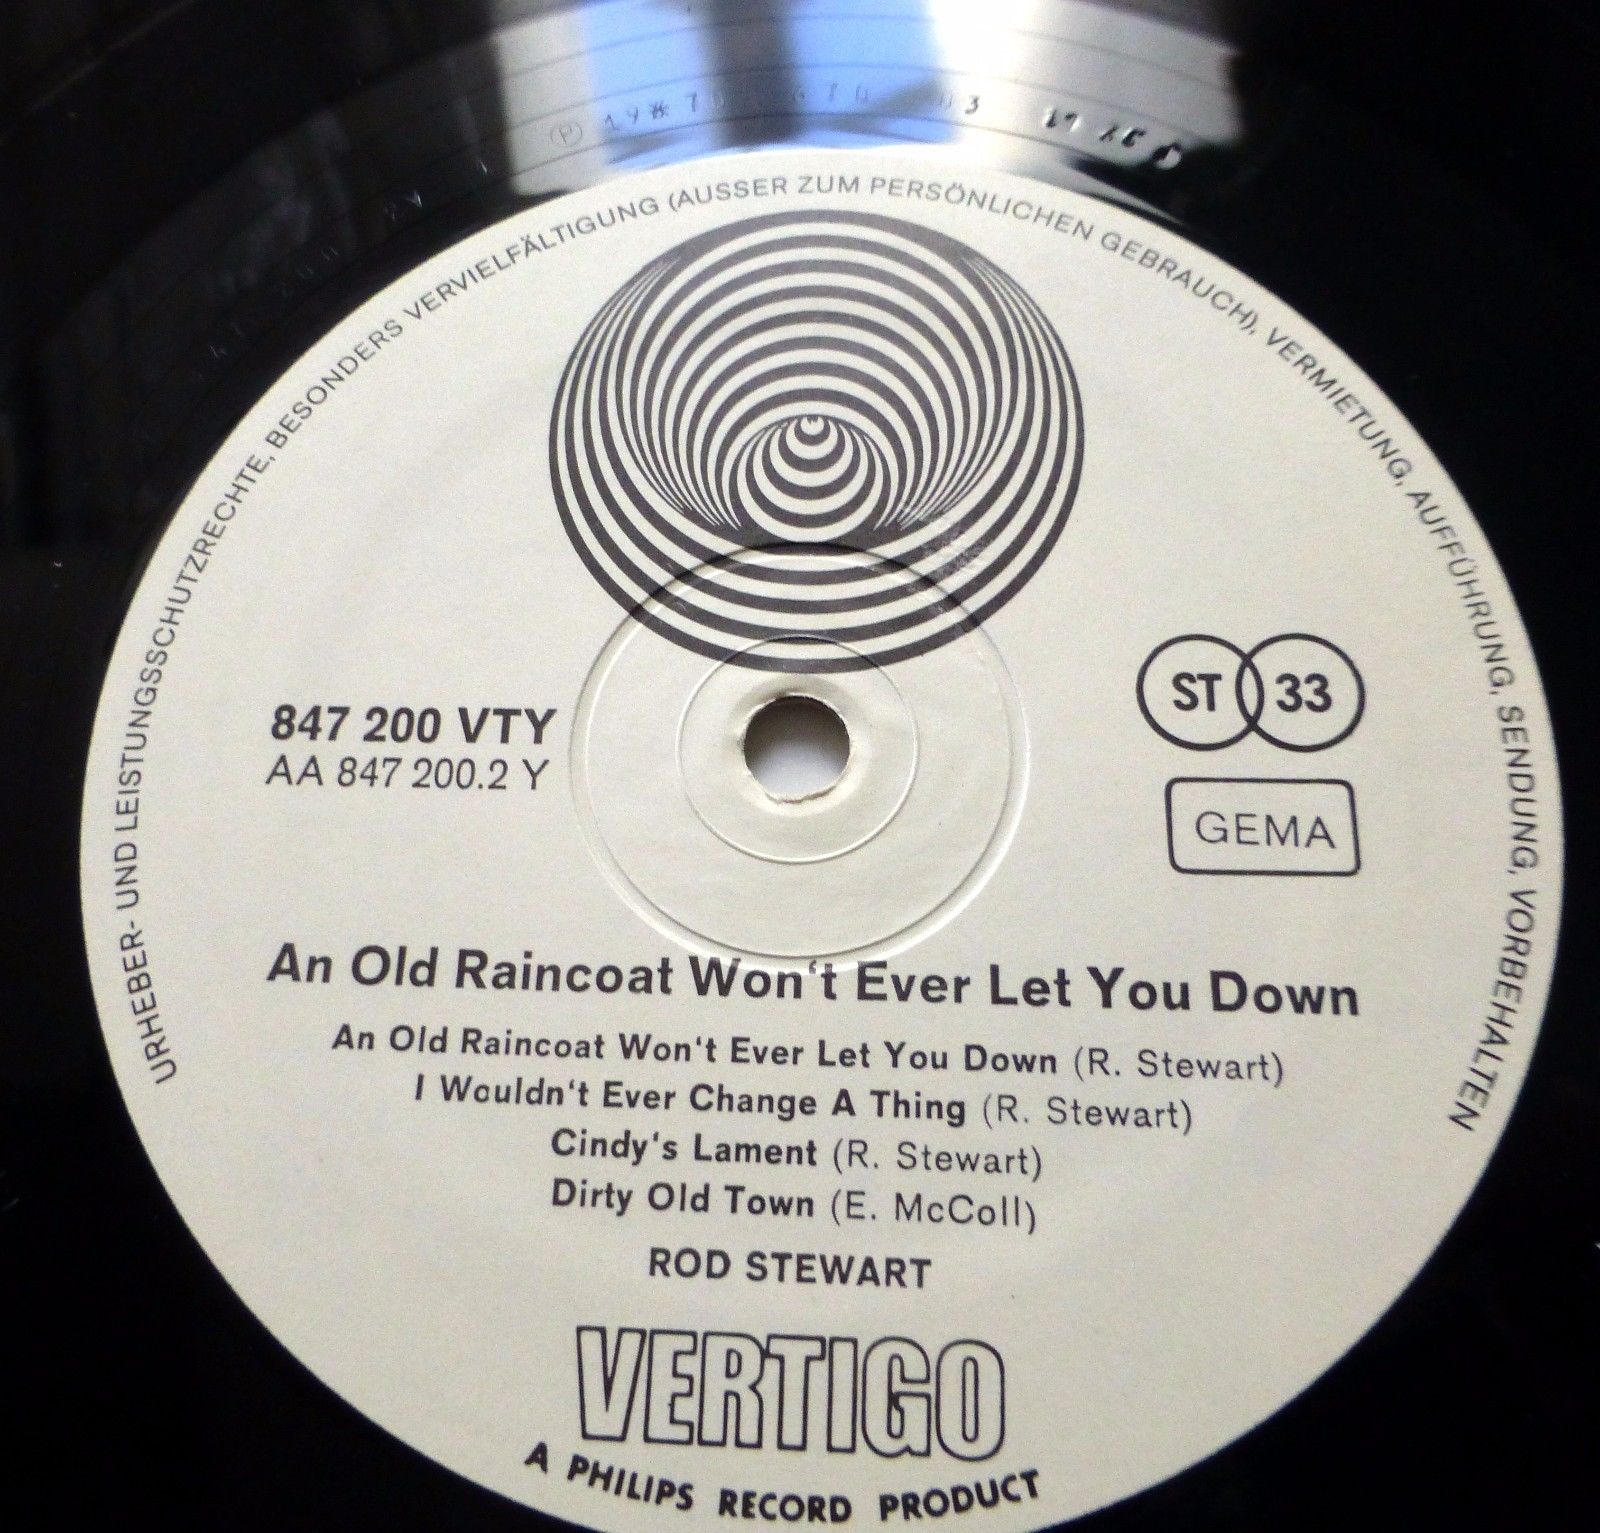 URHEBER- UND LEISTUNGSSCHUTZRECHTE, BESONDERS VERVIELFÄLTIGUNG (AUSSER ZUM PERSÖNLICHEN GEBRAUCH), VERMIETUNG, AUFFÜHRUNG, SENDUNG, VORBEHALTEN
847 200 VTY
AA 847 200.2 Y
ST 33
GEMA
An Old Raincoat Won't Ever Let You Down
An Old Raincoat Won't Ever Let You Down (R. Stewart)
I Wouldn't Ever Change A Thing (R. Stewart)
Cindy's Lament (R. Stewart)
Dirty Old Town (E. McColl)
ROD STEWART
VERTIGO
A PHILIPS RECORD PRODUCT